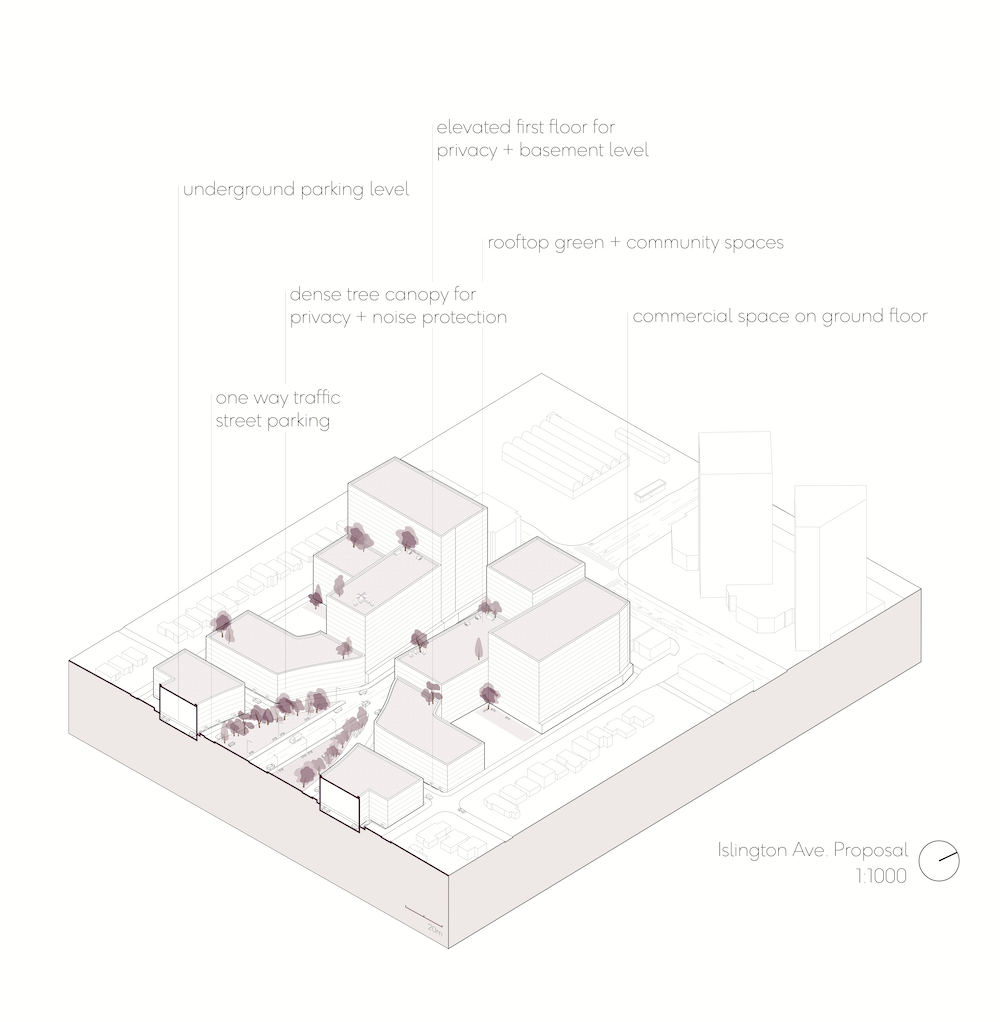 elevated first floor for
privacy + basement level
underground parking level
rooftop green + community spaces
dense tree canopy for
privacy + noise protection
commercial space on ground floor
one way traffic
street parking
Islington Ave. Proposal
1:1000
20m